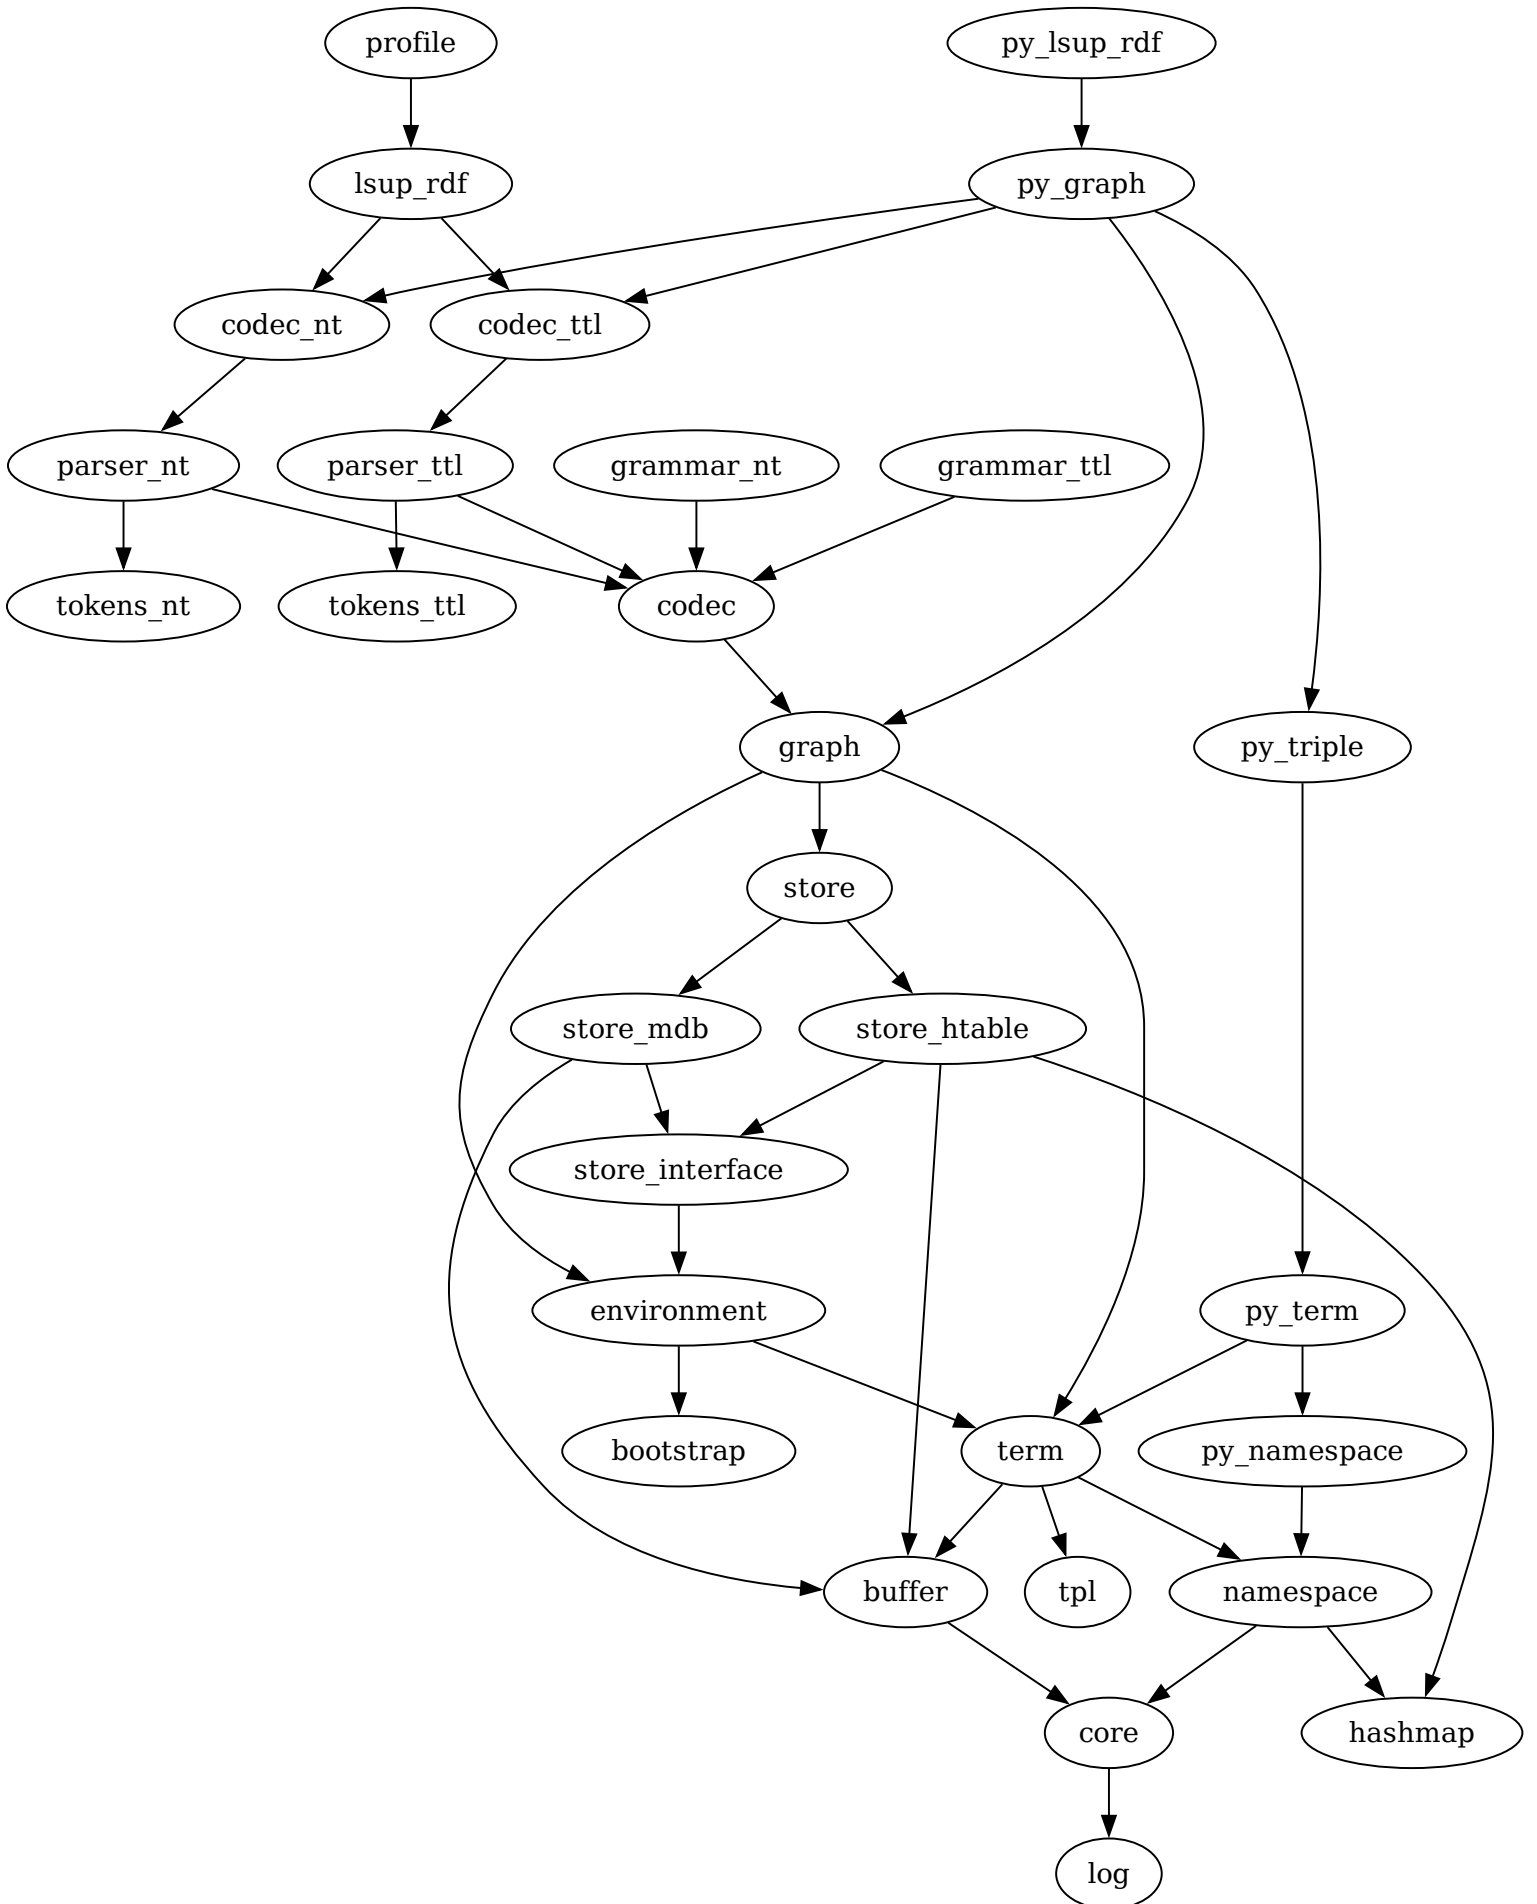 profile
py_lsup_rdf
lsup_rdf
py_graph
codec_nt
codec_ttl
parser_nt
parser_ttl
grammar_nt
grammar_ttl
tokens_nt
tokens_ttl
codec
graph
py_triple
store
store_mdb
store_htable
store_interface
environment
py_term
bootstrap
term
py_namespace
buffer
tpl
namespace
core
hashmap
log